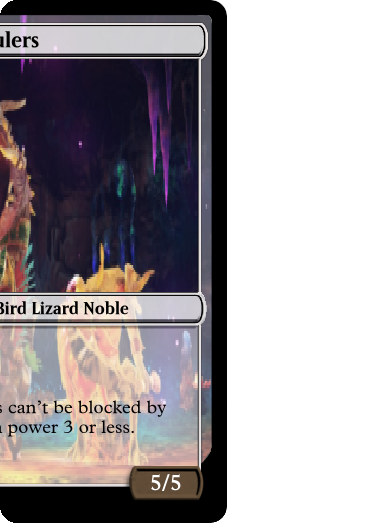 ulers
Bird Lizard Noble
s can't be blocked by
power 3 or less.
5/5